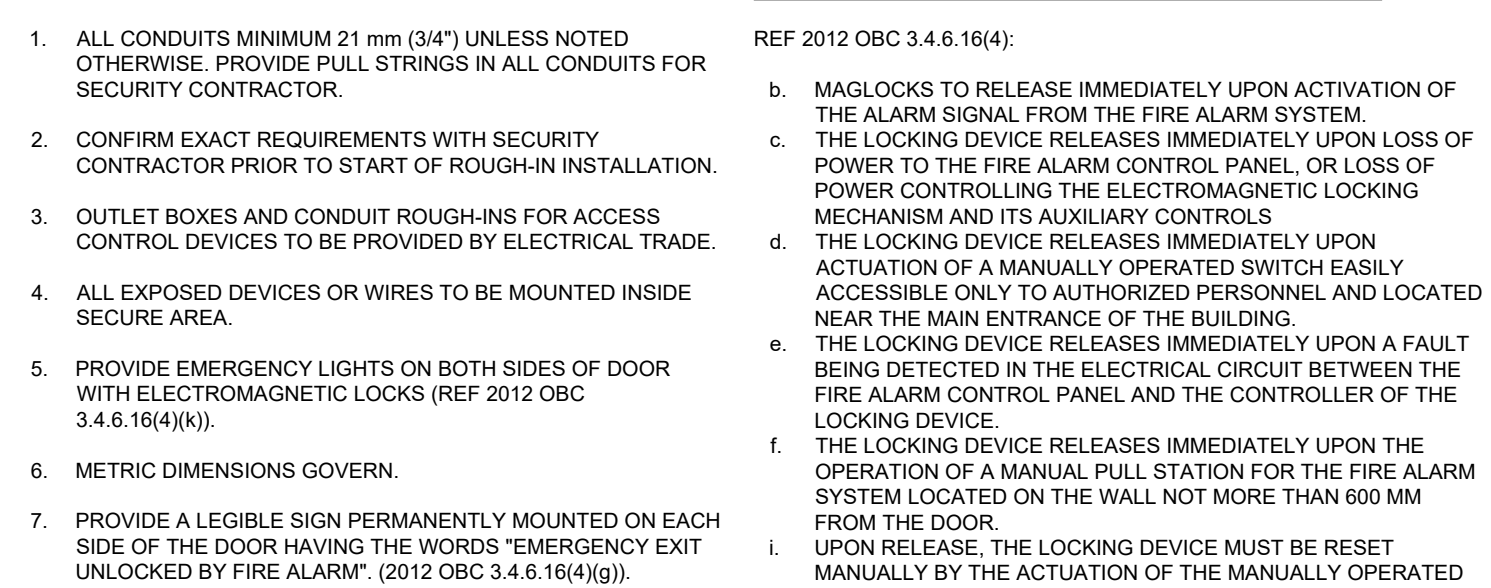 1. ALL CONDUITS MINIMUM 21 mm (3/4") UNLESS NOTED
OTHERWISE. PROVIDE PULL STRINGS IN ALL CONDUITS FOR
SECURITY CONTRACTOR.
2. CONFIRM EXACT REQUIREMENTS WITH SECURITY
CONTRACTOR PRIOR TO START OF ROUGH-IN INSTALLATION.
3. OUTLET BOXES AND CONDUIT ROUGH-INS FOR ACCESS
CONTROL DEVICES TO BE PROVIDED BY ELECTRICAL TRADE.
4. ALL EXPOSED DEVICES OR WIRES TO BE MOUNTED INSIDE
SECURE AREA.
5. PROVIDE EMERGENCY LIGHTS ON BOTH SIDES OF DOOR
WITH ELECTROMAGNETIC LOCKS (REF 2012 OBC
3.4.6.16(4)(k)).
6. METRIC DIMENSIONS GOVERN.
7. PROVIDE A LEGIBLE SIGN PERMANENTLY MOUNTED ON EACH
SIDE OF THE DOOR HAVING THE WORDS "EMERGENCY EXIT
UNLOCKED BY FIRE ALARM". (2012 OBC 3.4.6.16(4)(g)).
REF 2012 OBC 3.4.6.16(4):
b. MAGLOCKS TO RELEASE IMMEDIATELY UPON ACTIVATION OF
THE ALARM SIGNAL FROM THE FIRE ALARM SYSTEM.
c. THE LOCKING DEVICE RELEASES IMMEDIATELY UPON LOSS OF
POWER TO THE FIRE ALARM CONTROL PANEL, OR LOSS OF
POWER CONTROLLING THE ELECTROMAGNETIC LOCKING
MECHANISM AND ITS AUXILIARY CONTROLS
d. THE LOCKING DEVICE RELEASES IMMEDIATELY UPON
ACTUATION OF A MANUALLY OPERATED SWITCH EASILY
ACCESSIBLE ONLY TO AUTHORIZED PERSONNEL AND LOCATED
NEAR THE MAIN ENTRANCE OF THE BUILDING.
e. THE LOCKING DEVICE RELEASES IMMEDIATELY UPON A FAULT
BEING DETECTED IN THE ELECTRICAL CIRCUIT BETWEEN THE
FIRE ALARM CONTROL PANEL AND THE CONTROLLER OF THE
LOCKING DEVICE.
f. THE LOCKING DEVICE RELEASES IMMEDIATELY UPON THE
OPERATION OF A MANUAL PULL STATION FOR THE FIRE ALARM
SYSTEM LOCATED ON THE WALL NOT MORE THAN 600 MM
FROM THE DOOR.
i. UPON RELEASE, THE LOCKING DEVICE MUST BE RESET
MANUALLY BY THE ACTUATION OF THE MANUALLY OPERATED